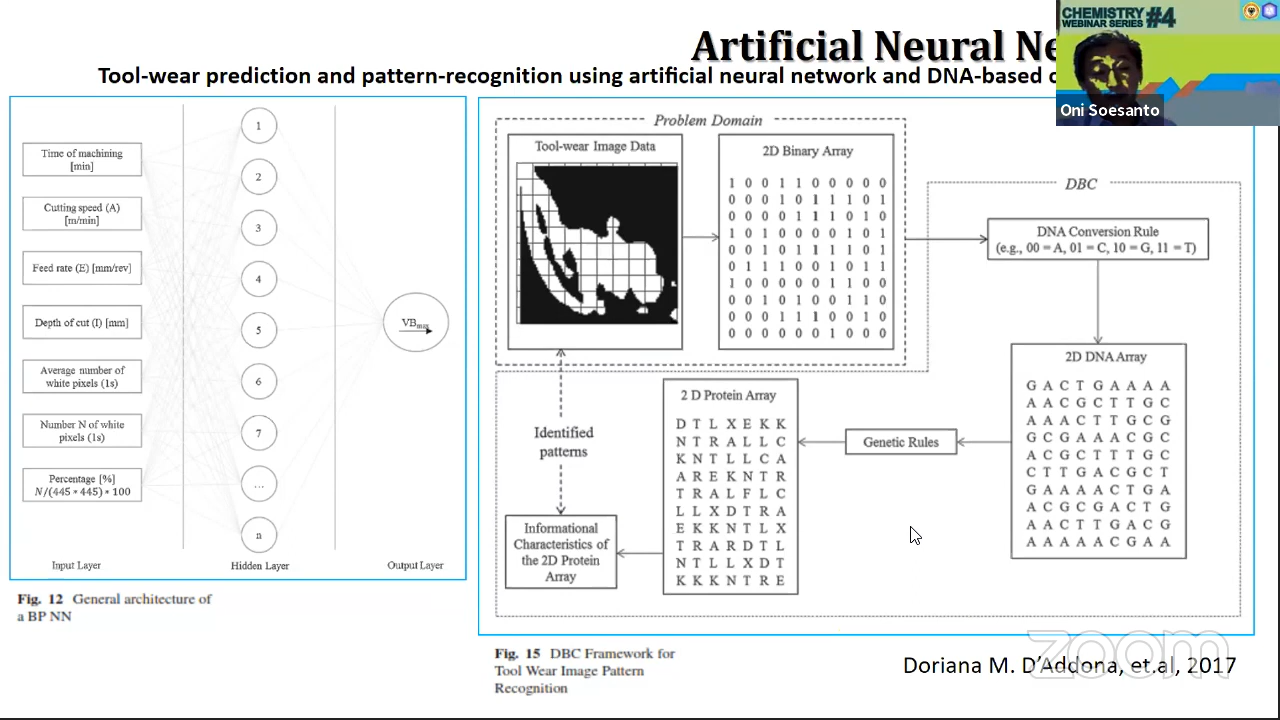 CHEMISTRY
WEBINAR SERIES #4
Artificial Neural Ne
Tool-wear prediction and pattern-recognition using artificial neural network and DNA-based
Oni Soesanto
Time of machining
[min]
Cutting speed (A)
[m/min]
Feed rate (E) [mm/rev]
Depth of cut (I) [mm]
Average number of
white pixels (1s)
Number N of white
pixels (1s)
Percentage [%]
N/(445 * 445) * 100
1
2
3
4
5
6
7
...
n
VBmax
Input Layer
Hidden Layer
Output Layer
Fig. 12 General architecture of
a BP NN
Problem Domain
Tool-wear Image Data
2D Binary Array
1 0 0 1 1 0 0 0 0 0
0 0 0 1 0 1 1 0 0 1
0 0 0 0 1 1 1 0 1 0
1 0 1 0 0 0 0 1 0 1
0 0 1 0 1 1 1 1 0 1
0 1 1 1 0 0 1 0 1 1
1 0 0 0 0 0 1 1 0 0
0 0 1 0 1 0 0 1 1 0
0 0 0 1 1 1 1 0 0 0
0 0 0 0 0 0 1 0 0 0
DBC
DNA Conversion Rule
(e.g., 00 = A, 01 = C, 10 = G, 11 = T)
2D DNA Array
G A C T G A A A A
A A C G C T T G C
A A A C T T G C G
G C G A A A C G C
A C G C T T T G C
C T T G A C G C T
G A A A A C T G A
A C G C G A C T G
A A C T T G A C G
A A A A A C G A A
Genetic Rules
2 D Protein Array
D T L X E K K
N T R A L L C
K N T L L C A
A R E K N T R
T R A L F L C
L L X D T R A
E K K N T L X
T R A R D T L
N T L L X D T
K K K N T R E
Identified
patterns
Informational
Characteristics of
the 2D Protein
Array
Fig. 15 DBC Framework for
Tool Wear Image Pattern
Recognition
zoom
Doriana M. D’Addona, et.al, 2017